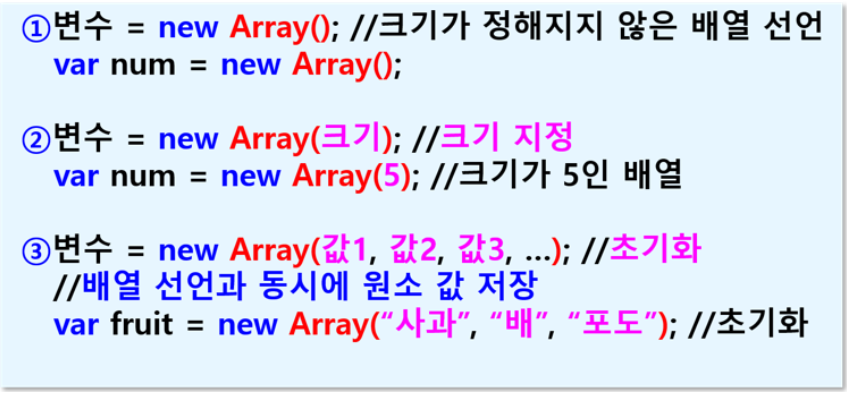 ①변수 = new Array(); //크기가 정해지지 않은 배열 선언
var num = new Array();
②변수 = new Array(크기); //크기 지정
var num = new Array(5); //크기가 5인 배열
③변수 = new Array(값1, 값2, 값3, ...); //초기화
//배열 선언과 동시에 원소 값 저장
var fruit = new Array(“사과”, “배”, “포도”); //초기화